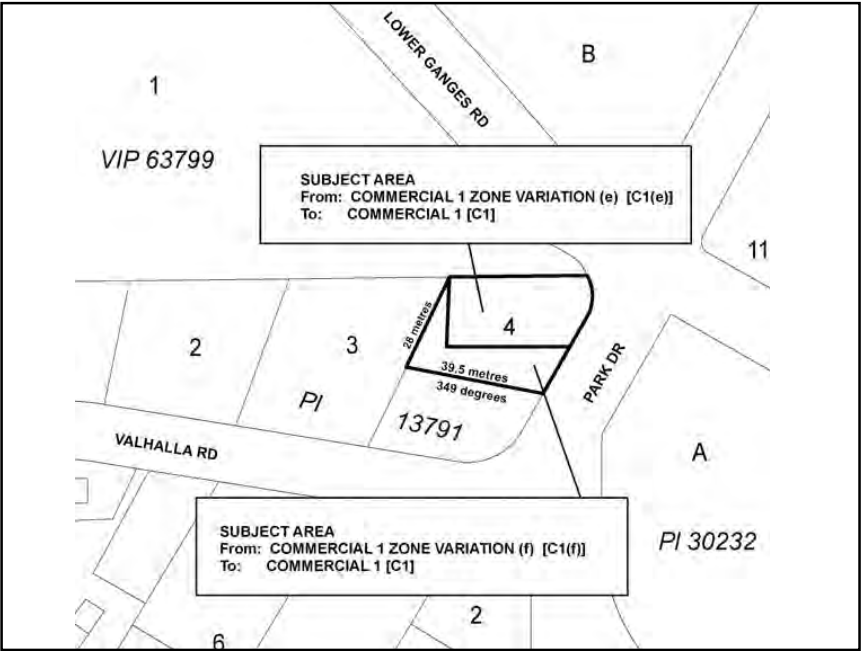 LOWER GANGES RD
B
1
VIP 63799
SUBJECT AREA
From: COMMERCIAL 1 ZONE VARIATION (e) [C1(e)]
To: COMMERCIAL 1 [C1]
11
28 metres
4
2
3
39.5 metres
349 degrees
PARK DR
Pl
13791
VALHALLA RD
A
Pl 30232
SUBJECT AREA
From: COMMERCIAL 1 ZONE VARIATION (f) [C1(f)]
To: COMMERCIAL 1 [C1]
2
6